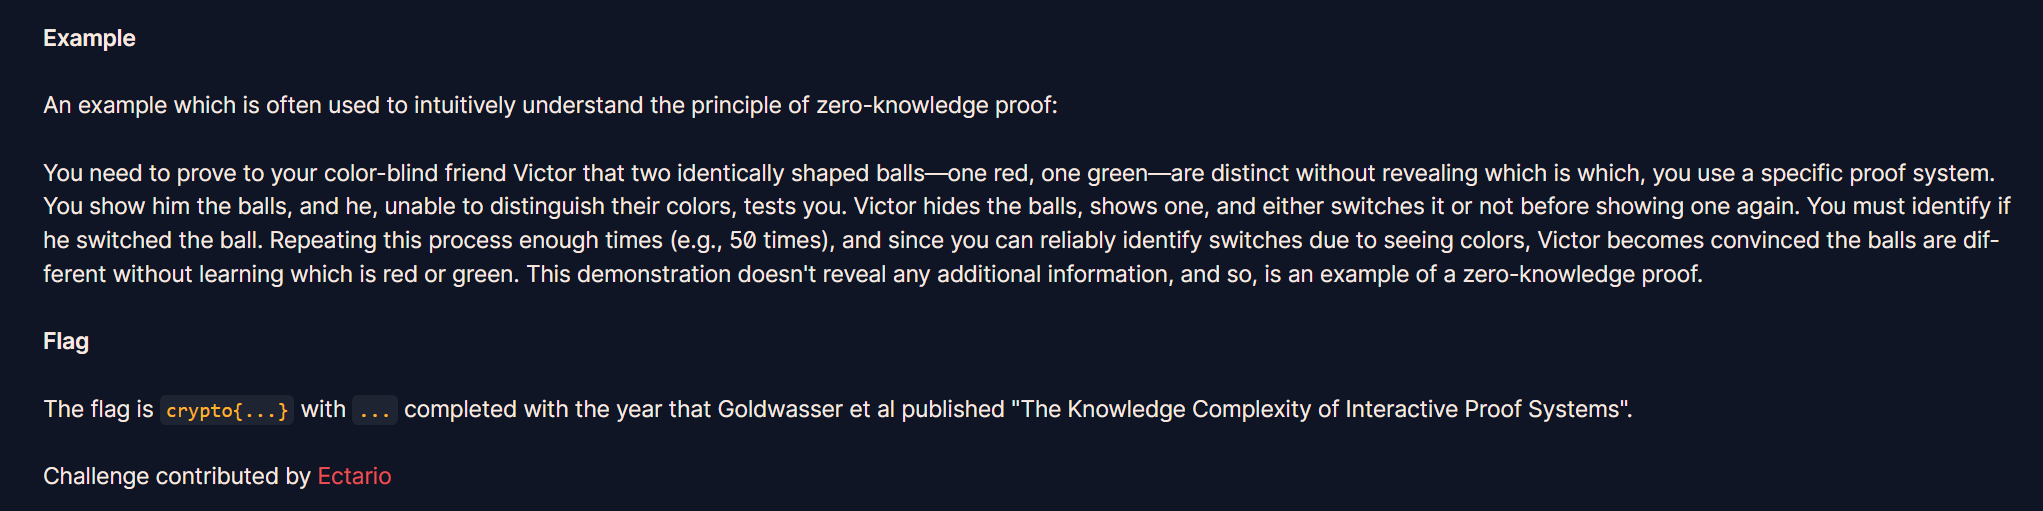 Example
An example which is often used to intuitively understand the principle of zero-knowledge proof:
You need to prove to your color-blind friend Victor that two identically shaped balls—one red, one green—are distinct without revealing which is which, you use a specific proof system.
You show him the balls, and he, unable to distinguish their colors, tests you. Victor hides the balls, shows one, and either switches it or not before showing one again. You must identify if
he switched the ball. Repeating this process enough times (e.g., 50 times), and since you can reliably identify switches due to seeing colors, Victor becomes convinced the balls are dif-
ferent without learning which is red or green. This demonstration doesn't reveal any additional information, and so, is an example of a zero-knowledge proof.
Flag
The flag is crypto{...} with ... completed with the year that Goldwasser et al published "The Knowledge Complexity of Interactive Proof Systems".
Challenge contributed by Ectario